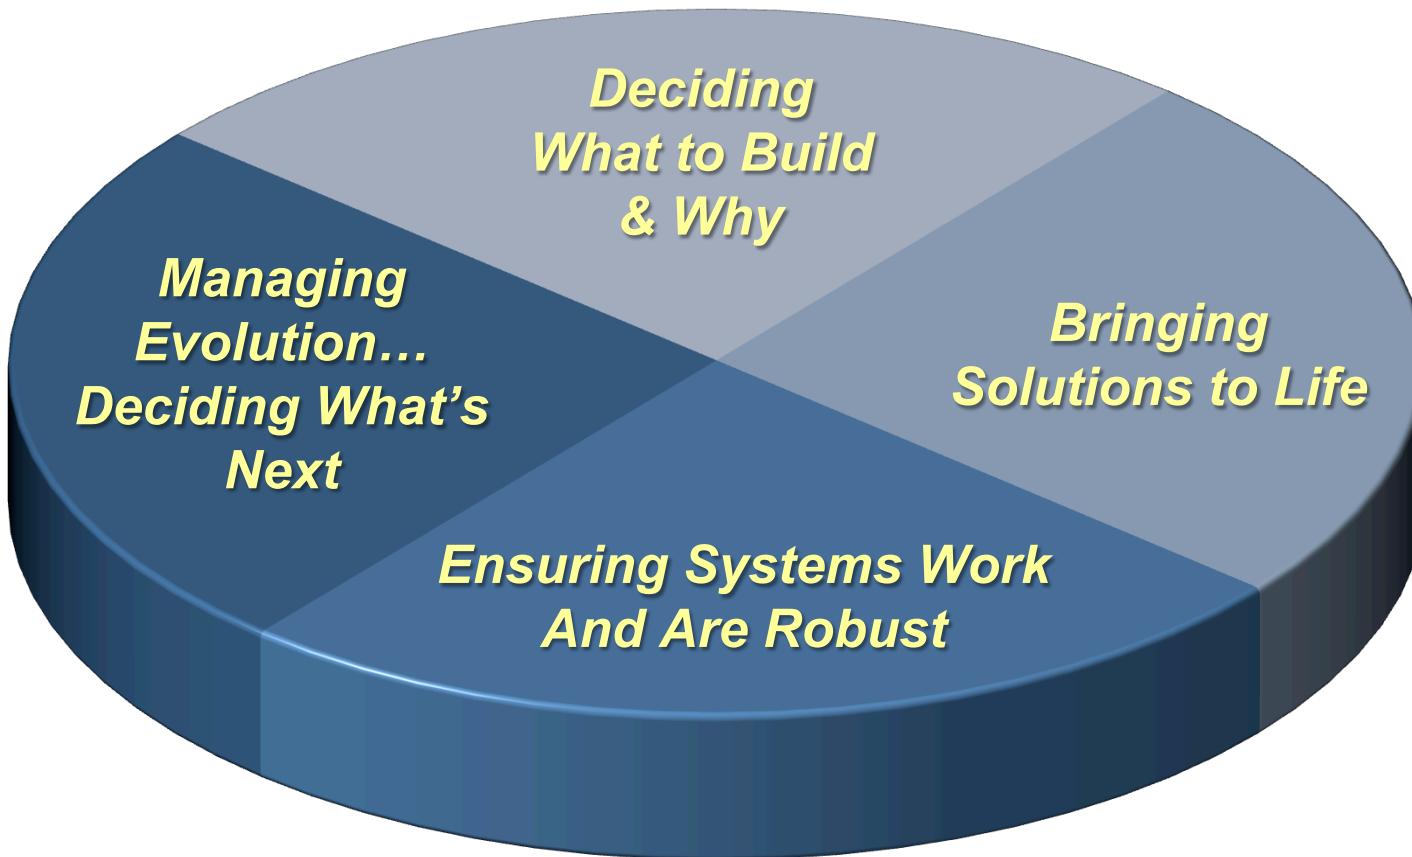 Deciding
What to Build
& Why
Bringing
Solutions to Life
Ensuring Systems Work
And Are Robust
Managing
Evolution…
Deciding What’s
Next